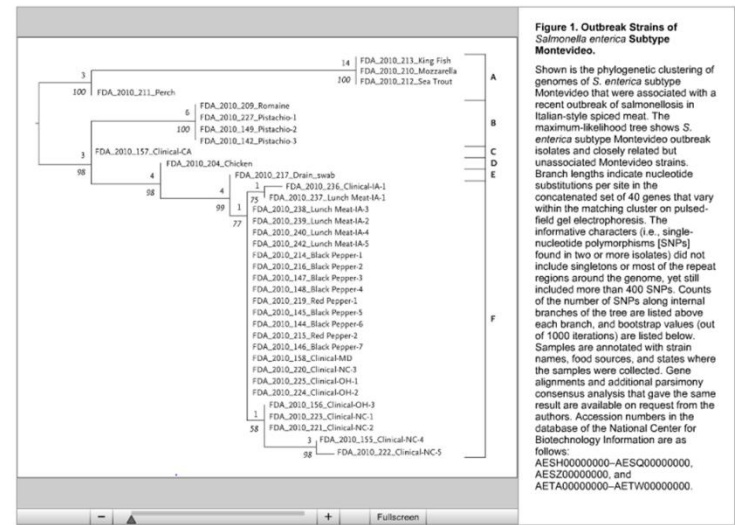 14
FDA_2010_213_King Fish
FDA_2010_210_Mozzarella
100
FDA_2010_212_Sea Trout
3
100
FDA_2010_211_Perch
A
6
FDA_2010_209_Romaine
FDA_2010_227_Pistachio-1
100
FDA_2010_149_Pistachio-2
FDA_2010_142_Pistachio-3
B
3
FDA_2010_157_Clinical-CA
C
98
FDA_2010_204_Chicken
D
4
98
FDA_2010_217_Drain_swab
E
4
99
1
77
1
FDA_2010_236_Clinical-IA-1
75
FDA_2010_237_Lunch Meat-IA-1
FDA_2010_238_Lunch Meat-IA-3
FDA_2010_239_Lunch Meat-IA-2
FDA_2010_240_Lunch Meat-IA-4
FDA_2010_242_Lunch Meat-IA-5
FDA_2010_214_Black Pepper-1
FDA_2010_216_Black Pepper-2
FDA_2010_147_Black Pepper-3
FDA_2010_148_Black Pepper-4
FDA_2010_219_Red Pepper-1
FDA_2010_145_Black Pepper-5
FDA_2010_144_Black Pepper-6
FDA_2010_215_Red Pepper-2
FDA_2010_146_Black Pepper-7
FDA_2010_158_Clinical-MD
FDA_2010_220_Clinical-NC-3
FDA_2010_225_Clinical-OH-1
FDA_2010_224_Clinical-OH-2
F
FDA_2010_156_Clinical-OH-3
1
FDA_2010_223_Clinical-NC-1
58
FDA_2010_221_Clinical-NC-2
3
FDA_2010_155_Clinical-NC-4
98
FDA_2010_222_Clinical-NC-5
− + Fullscreen
Figure 1. Outbreak Strains of
Salmonella enterica Subtype
Montevideo.
Shown is the phylogenetic clustering of
genomes of S. enterica subtype
Montevideo that were associated with a
recent outbreak of salmonellosis in
Italian-style spiced meat. The
maximum-likelihood tree shows S.
enterica subtype Montevideo outbreak
isolates and closely related but
unassociated Montevideo strains.
Branch lengths indicate nucleotide
substitutions per site in the
concatenated set of 40 genes that vary
within the matching cluster on pulsed-
field gel electrophoresis. The
informative characters (i.e., single-
nucleotide polymorphisms [SNPs]
found in two or more isolates) did not
include singletons or most of the repeat
regions around the genome, yet still
included more than 400 SNPs. Counts
of the number of SNPs along internal
branches of the tree are listed above
each branch, and bootstrap values (out
of 1000 iterations) are listed below.
Samples are annotated with strain
names, food sources, and states where
the samples were collected. Gene
alignments and additional parsimony
consensus analysis that gave the same
result are available on request from the
authors. Accession numbers in the
database of the National Center for
Biotechnology Information are as
follows:
AESH00000000–AESQ00000000,
AESZ00000000, and
AETA00000000–AETW00000000.